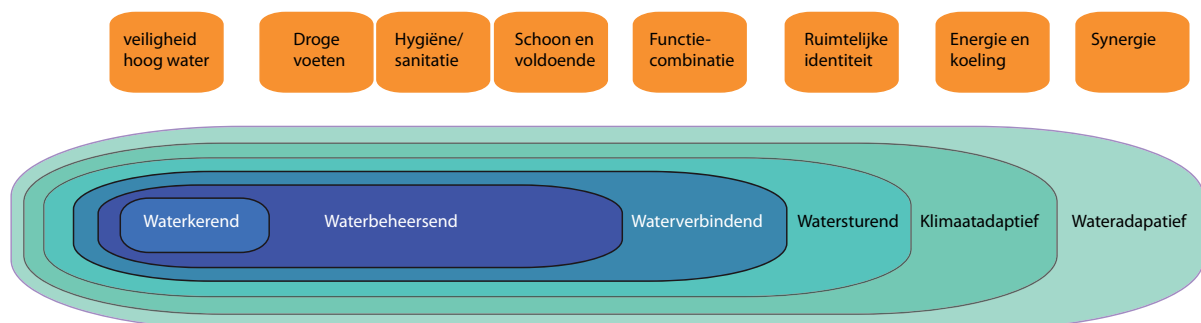 veiligheid
hoog water
Droge
voeten
Hygiëne/
sanitatie
Schoon en
voldoende
Functie-
combinatie
Ruimtelijke
identiteit
Energie en
koeling
Synergie
Waterkerend
Waterbeheersend
Waterverbindend
Watersturend
Klimaatadaptief
Wateradapatief